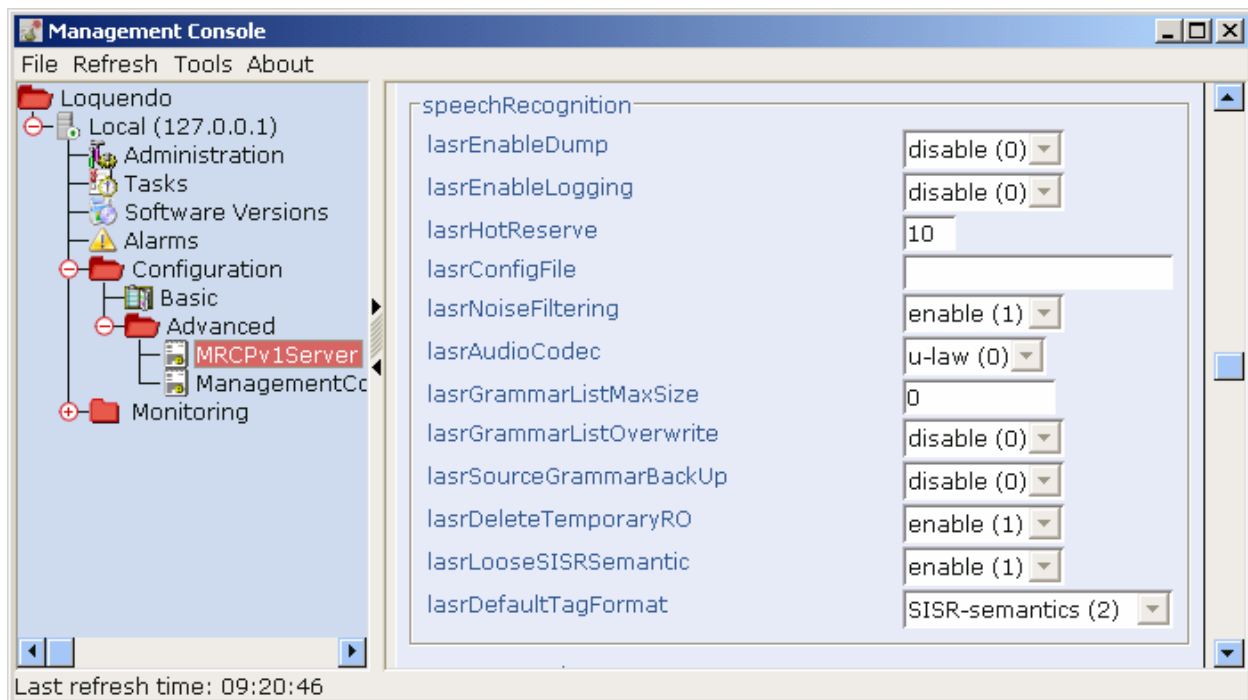 Management Console
File Refresh Tools About
Loquendo
Local (127.0.0.1)
Administration
Tasks
Software Versions
Alarms
Configuration
Basic
Advanced
MRCPv1Server
ManagementCo
Monitoring
speechRecognition
lasrEnableDump disable (0)
lasrEnableLogging disable (0)
lasrHotReserve 10
lasrConfigFile
lasrNoiseFiltering enable (1)
lasrAudioCodec u-law (0)
lasrGrammarListMaxSize 0
lasrGrammarListOverwrite disable (0)
lasrSourceGrammarBackUp disable (0)
lasrDeleteTemporaryRO enable (1)
lasrLooseSISRSemantic enable (1)
lasrDefaultTagFormat SISR-semantics (2)
Last refresh time: 09:20:46